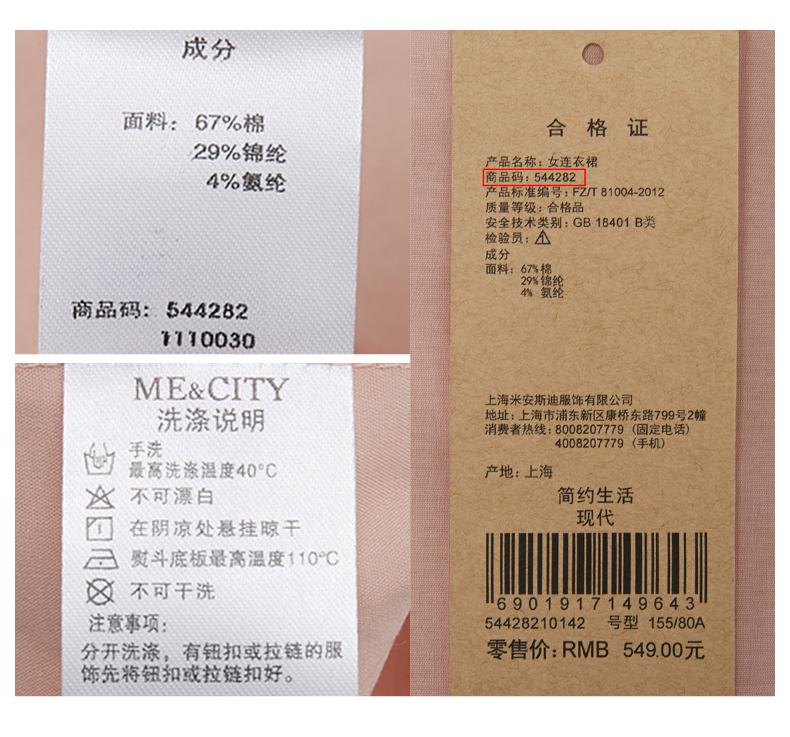 成分
面料: 67%棉
29%锦纶
4%氨纶
商品码: 544282
1110030
ME&CITY
洗涤说明
手洗
最高洗涤温度40°C
不可漂白
在阴凉处悬挂晾干
熨斗底板最高温度110°C
不可干洗
注意事项:
分开洗涤, 有钮扣或拉链的服
饰先将钮扣或拉链扣好。
合格证
产品名称: 女连衣裙
商品码: 544282
产品标准编号: FZ/T 81004-2012
质量等级: 合格品
安全技术类别: GB 18401 B类
检验员: 1
成分
面料: 67%棉
29%锦纶
4% 氨纶
上海米安斯迪服饰有限公司
地址: 上海市浦东新区康桥东路799号2幢
消费者热线: 8008207779 (固定电话)
4008207779 (手机)
产地: 上海
简约生活
现代
6901917149643
54428210142 号型 155/80A
零售价: RMB 549.00元